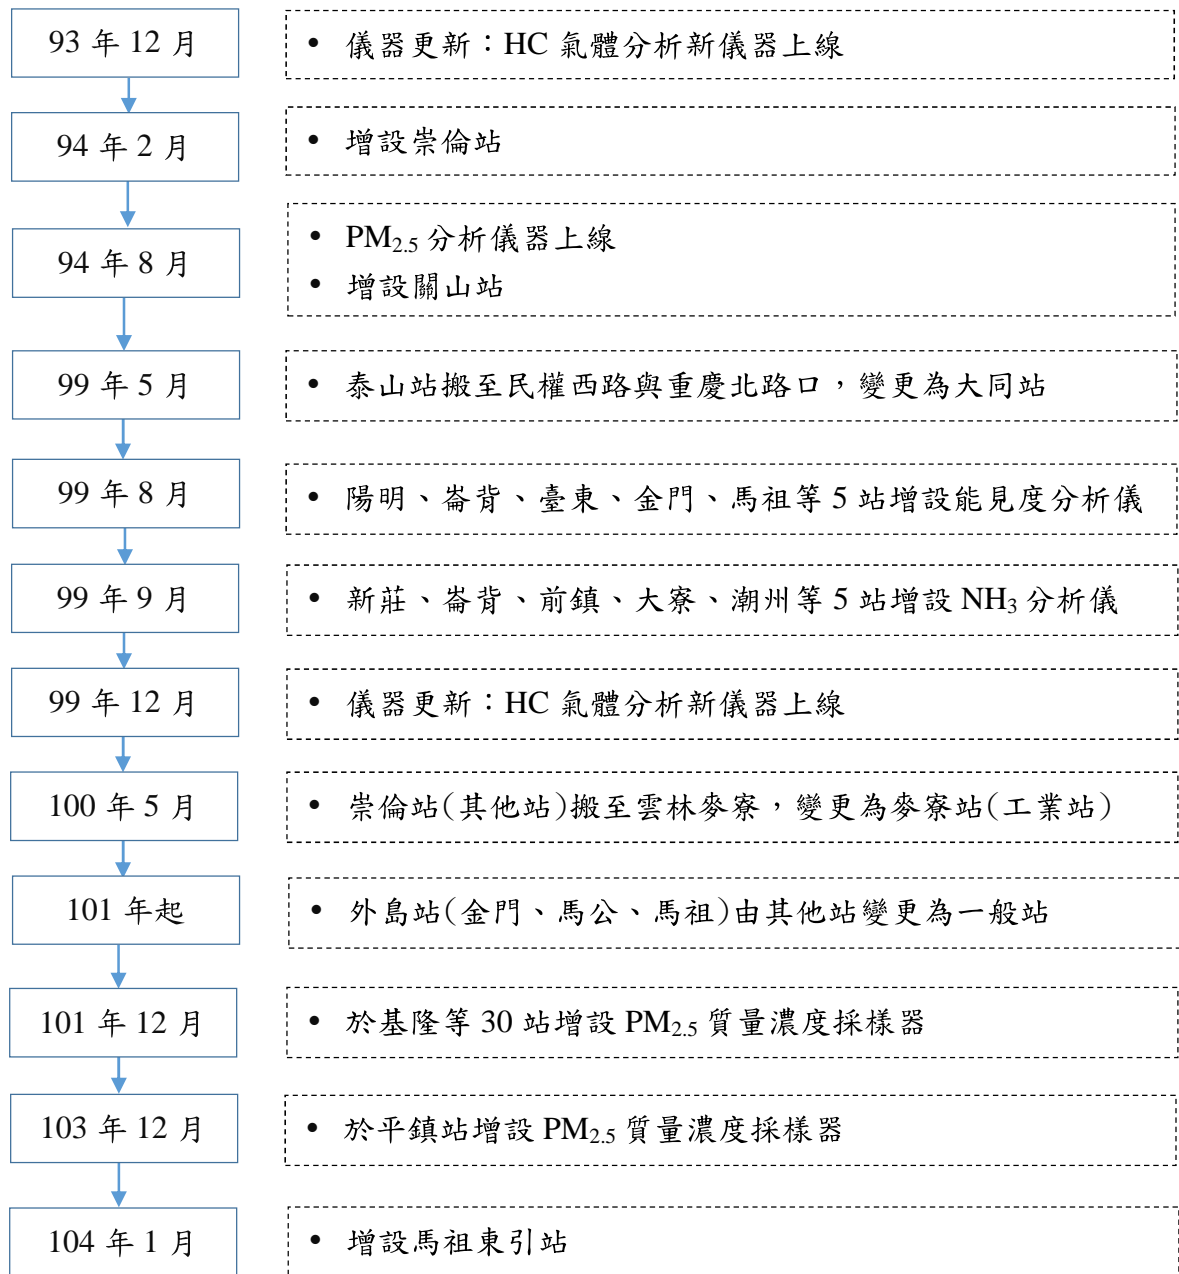 93 年 12 月
• 儀器更新：HC 氣體分析新儀器上線
94 年 2 月
• 增設崇倫站
94 年 8 月
• PM2.5 分析儀器上線
• 增設關山站
99 年 5 月
• 泰山站搬至民權西路與重慶北路口，變更為大同站
99 年 8 月
• 陽明、崙背、臺東、金門、馬祖等 5 站增設能見度分析儀
99 年 9 月
• 新莊、崙背、前鎮、大寮、潮州等 5 站增設 NH3 分析儀
99 年 12 月
• 儀器更新：HC 氣體分析新儀器上線
100 年 5 月
• 崇倫站(其他站)搬至雲林麥寮，變更為麥寮站(工業站)
101 年起
• 外島站(金門、馬公、馬祖)由其他站變更為一般站
101 年 12 月
• 於基隆等 30 站增設 PM2.5 質量濃度採樣器
103 年 12 月
• 於平鎮站增設 PM2.5 質量濃度採樣器
104 年 1 月
• 增設馬祖東引站